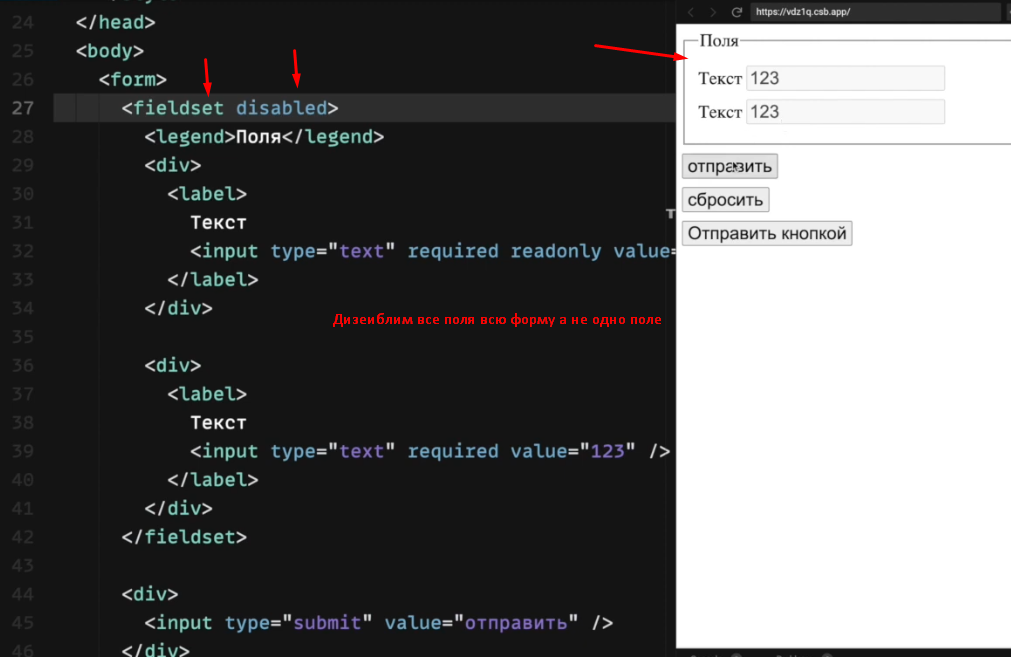 24 </head>
25 <body>
26 <form>
27 <fieldset disabled>
28 <legend>Поля</legend>
29 <div>
30 <label>
31 Текст
32 <input type="text" required readonly value=
33 </label>
34 </div>
35
36 <div>
37 <label>
38 Текст
39 <input type="text" required value="123" />
40 </label>
41 </div>
42 </fieldset>
43
44 <div>
45 <input type="submit" value="отправить" />
46 </div>
Дизеиблим все поля всю форму а не одно поле
https://vdz1q.csb.app/
Поля
Текст 123
Текст 123
отправить
сбросить
Отправить кнопкой